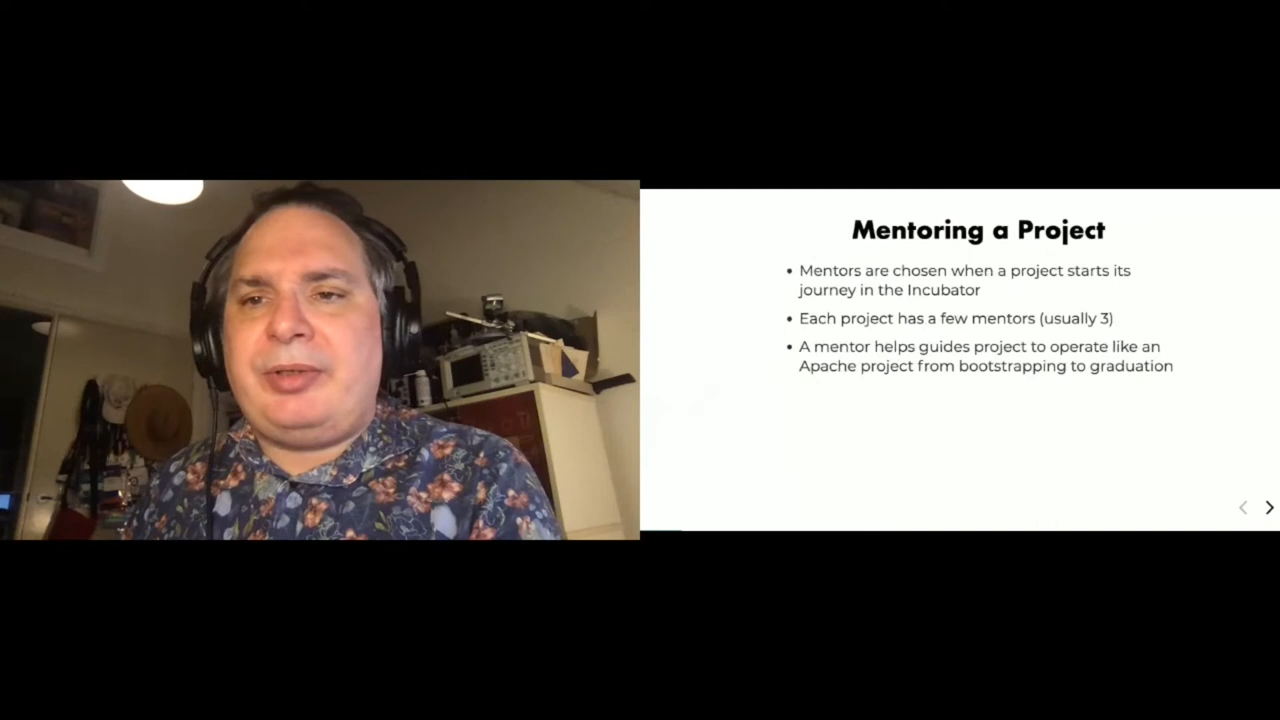 Mentoring a Project
• Mentors are chosen when a project starts its
journey in the Incubator
• Each project has a few mentors (usually 3)
• A mentor helps guides project to operate like an
Apache project from bootstrapping to graduation